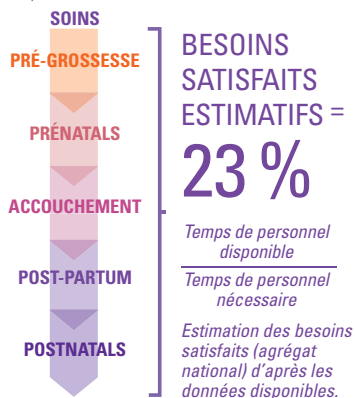 SOINS
PRÉ-GROSSESSE
PRÉNATALS
ACCOUCHEMENT
POST-PARTUM
POSTNATALS
BESOINS
SATISFAITS
ESTIMATIFS =
23 %
Temps de personnel
disponible
Temps de personnel
nécessaire
Estimation des besoins
satisfaits (agrégat
national) d’après les
données disponibles.